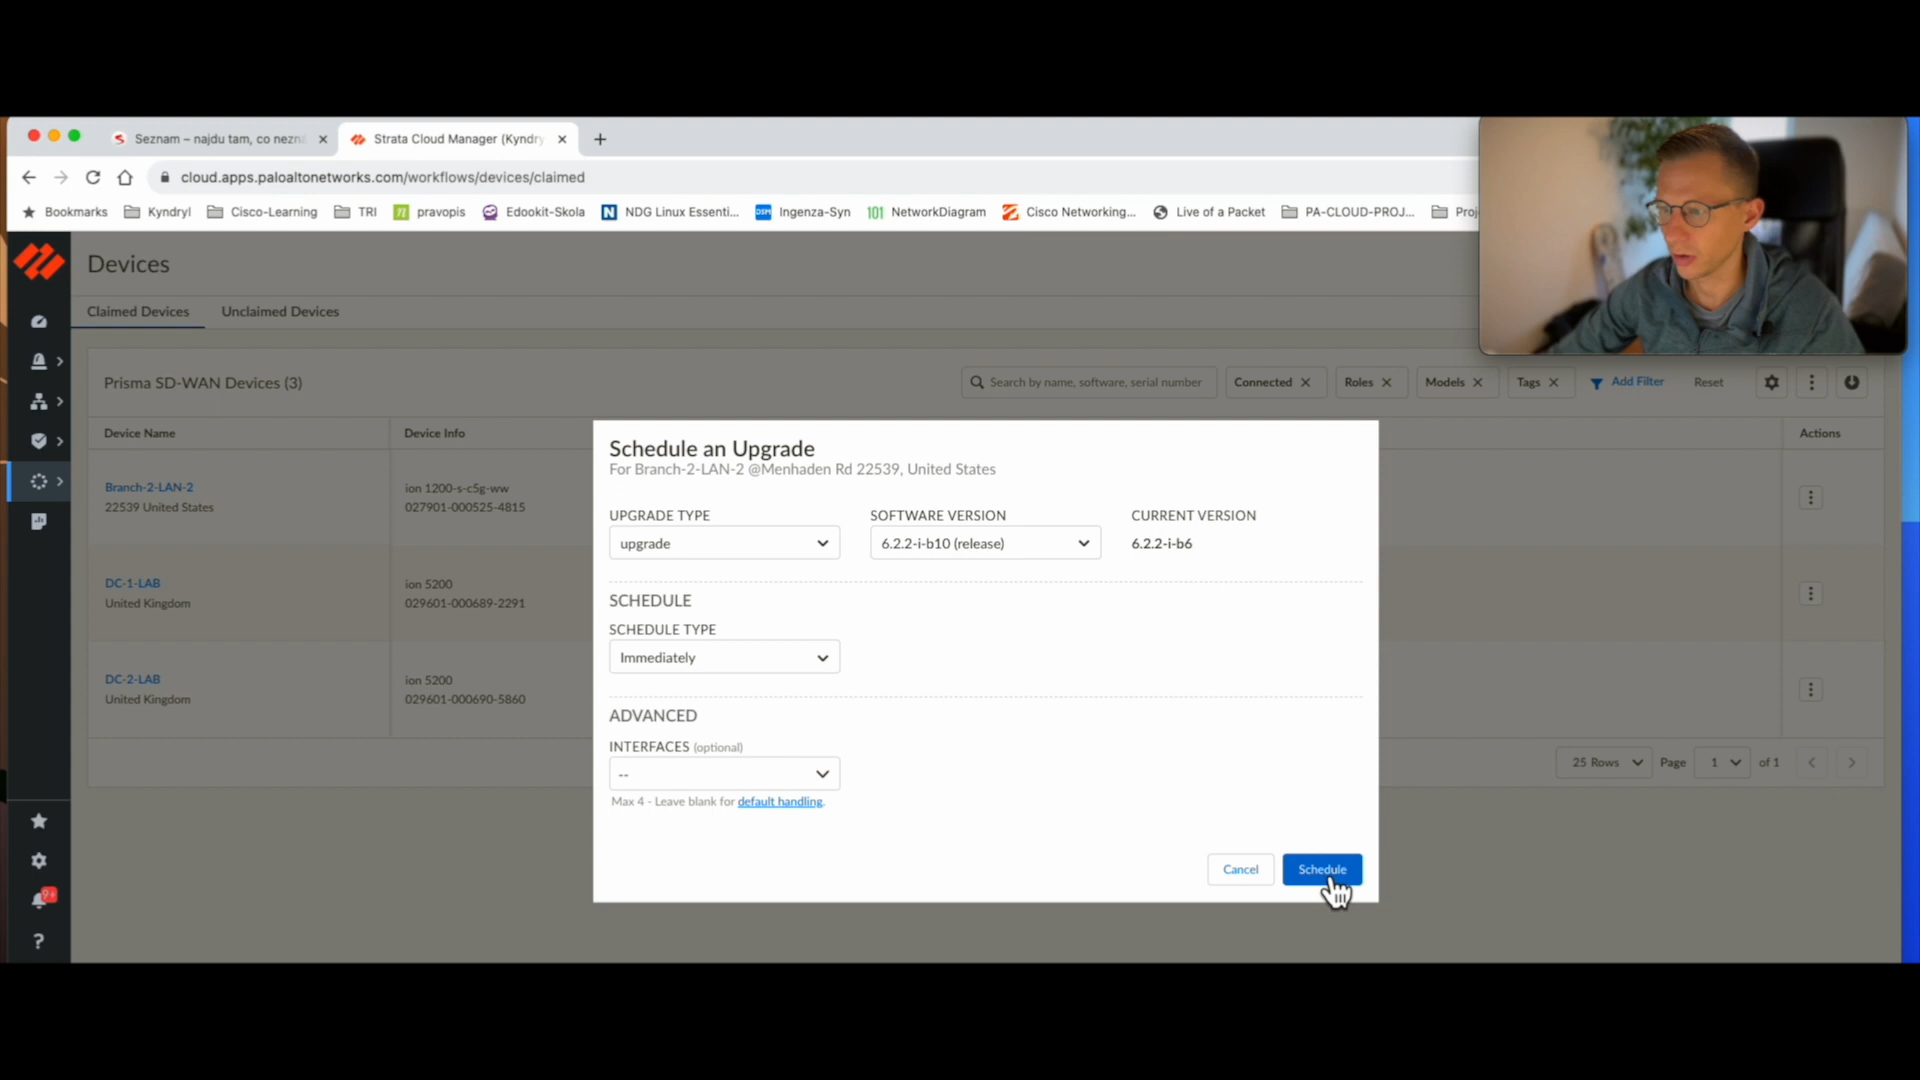 Seznam – najdu tam, co nezn
Strata Cloud Manager (Kyndry
cloud.apps.paloaltonetworks.com/workflows/devices/claimed
Bookmarks
Kyndryl
Cisco-Learning
TRI
pravopis
Edookit-Skola
NDG Linux Essenti...
DSM
Ingenza-Syn
101
NetworkDiagram
Cisco Networking...
Live of a Packet
PA-CLOUD-PROJ...
Proj
Devices
Claimed Devices
Unclaimed Devices
Prisma SD-WAN Devices (3)
Search by name, software, serial number
Connected
Roles
Models
Tags
Add Filter
Reset
Device Name
Device Info
Actions
Branch-2-LAN-2
22539 United States
ion 1200-s-c5g-ww
027901-000525-4815
DC-1-LAB
United Kingdom
ion 5200
029601-000689-2291
DC-2-LAB
United Kingdom
ion 5200
029601-000690-5860
25 Rows
Page
1
of 1
Schedule an Upgrade
For Branch-2-LAN-2 @Menhaden Rd 22539, United States
UPGRADE TYPE
SOFTWARE VERSION
CURRENT VERSION
upgrade
6.2.2-i-b10 (release)
6.2.2-i-b6
SCHEDULE
SCHEDULE TYPE
Immediately
ADVANCED
INTERFACES (optional)
--
Max 4 - Leave blank for default handling.
Cancel
Schedule
9+